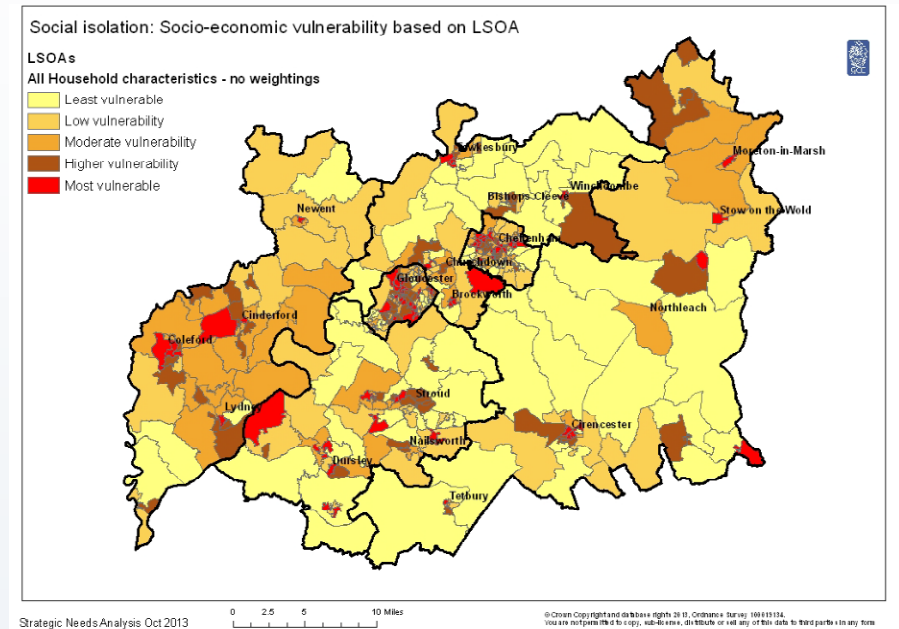 Social isolation: Socio-economic vulnerability based on LSOA
LSOAs
All Household characteristics - no weightings
Least vulnerable
Low vulnerability
Moderate vulnerability
Higher vulnerability
Most vulnerable
GCC
Tewkesbury
Moreton-in-Marsh
Bishops Cleeve
Winchcombe
Newent
Stow on the Wold
Cheltenham
Churchdown
Gloucester
Brockworth
Northleach
Cinderford
Coleford
Stroud
Lydney
Cirencester
Nailsworth
Dursley
Tetbury
0 2.5 5 10 Miles
Strategic Needs Analysis Oct 2013
© Crown Copyright and database rights 2013, Ordnance Survey 100019134.
You are not permitted to copy, sub-license, distribute or sell any of this data to third parties in any form